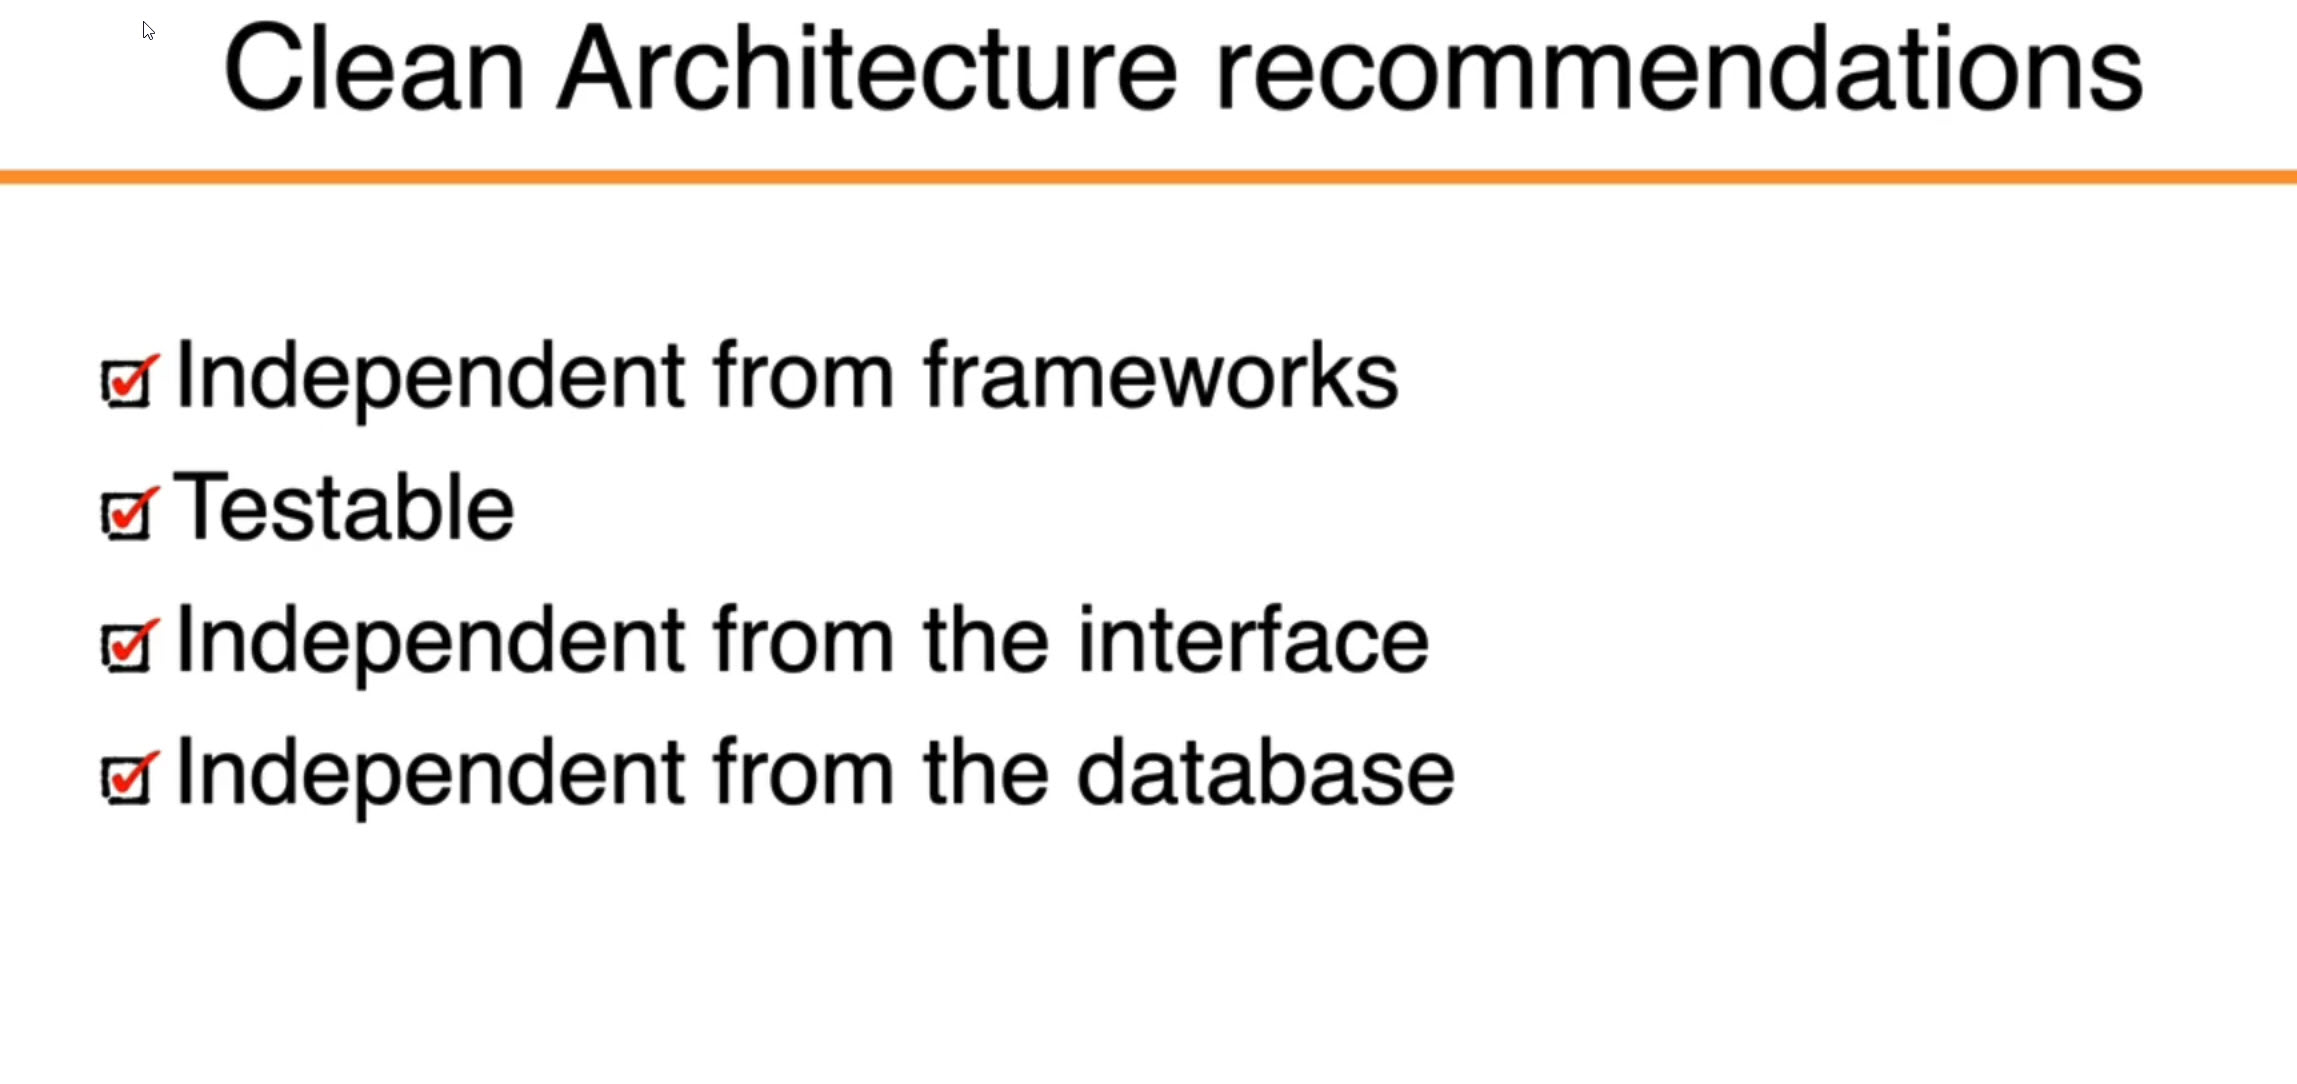 Clean Architecture recommendations
Independent from frameworks
Testable
Independent from the interface
Independent from the database